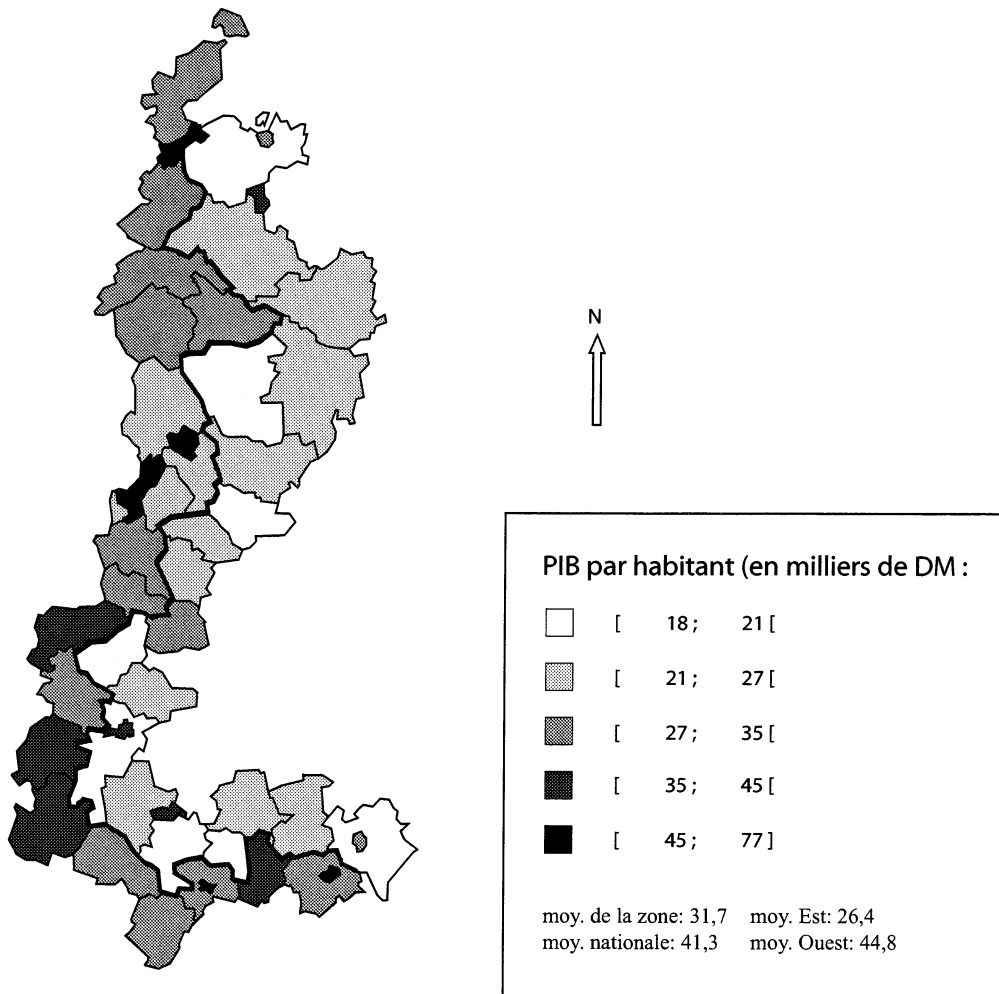 N
PIB par habitant (en milliers de DM :
[ 18 ; 21 [
[ 21 ; 27 [
[ 27 ; 35 [
[ 35 ; 45 [
[ 45 ; 77 ]
moy. de la zone: 31,7 moy. Est: 26,4
moy. nationale: 41,3 moy. Ouest: 44,8